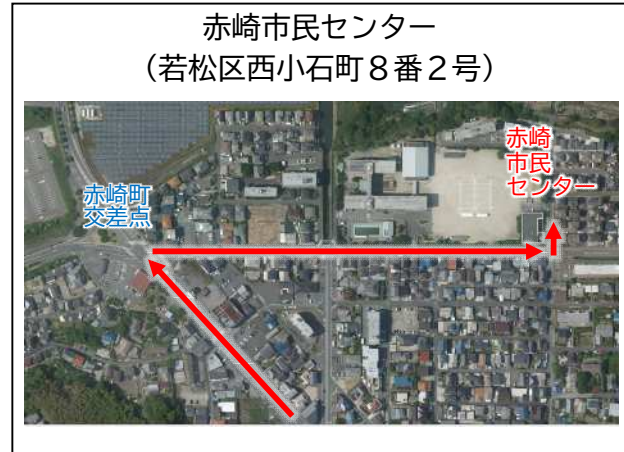 赤崎市民センター
（若松区西小石町８番２号）
赤崎
市民
センター
赤崎町
交差点